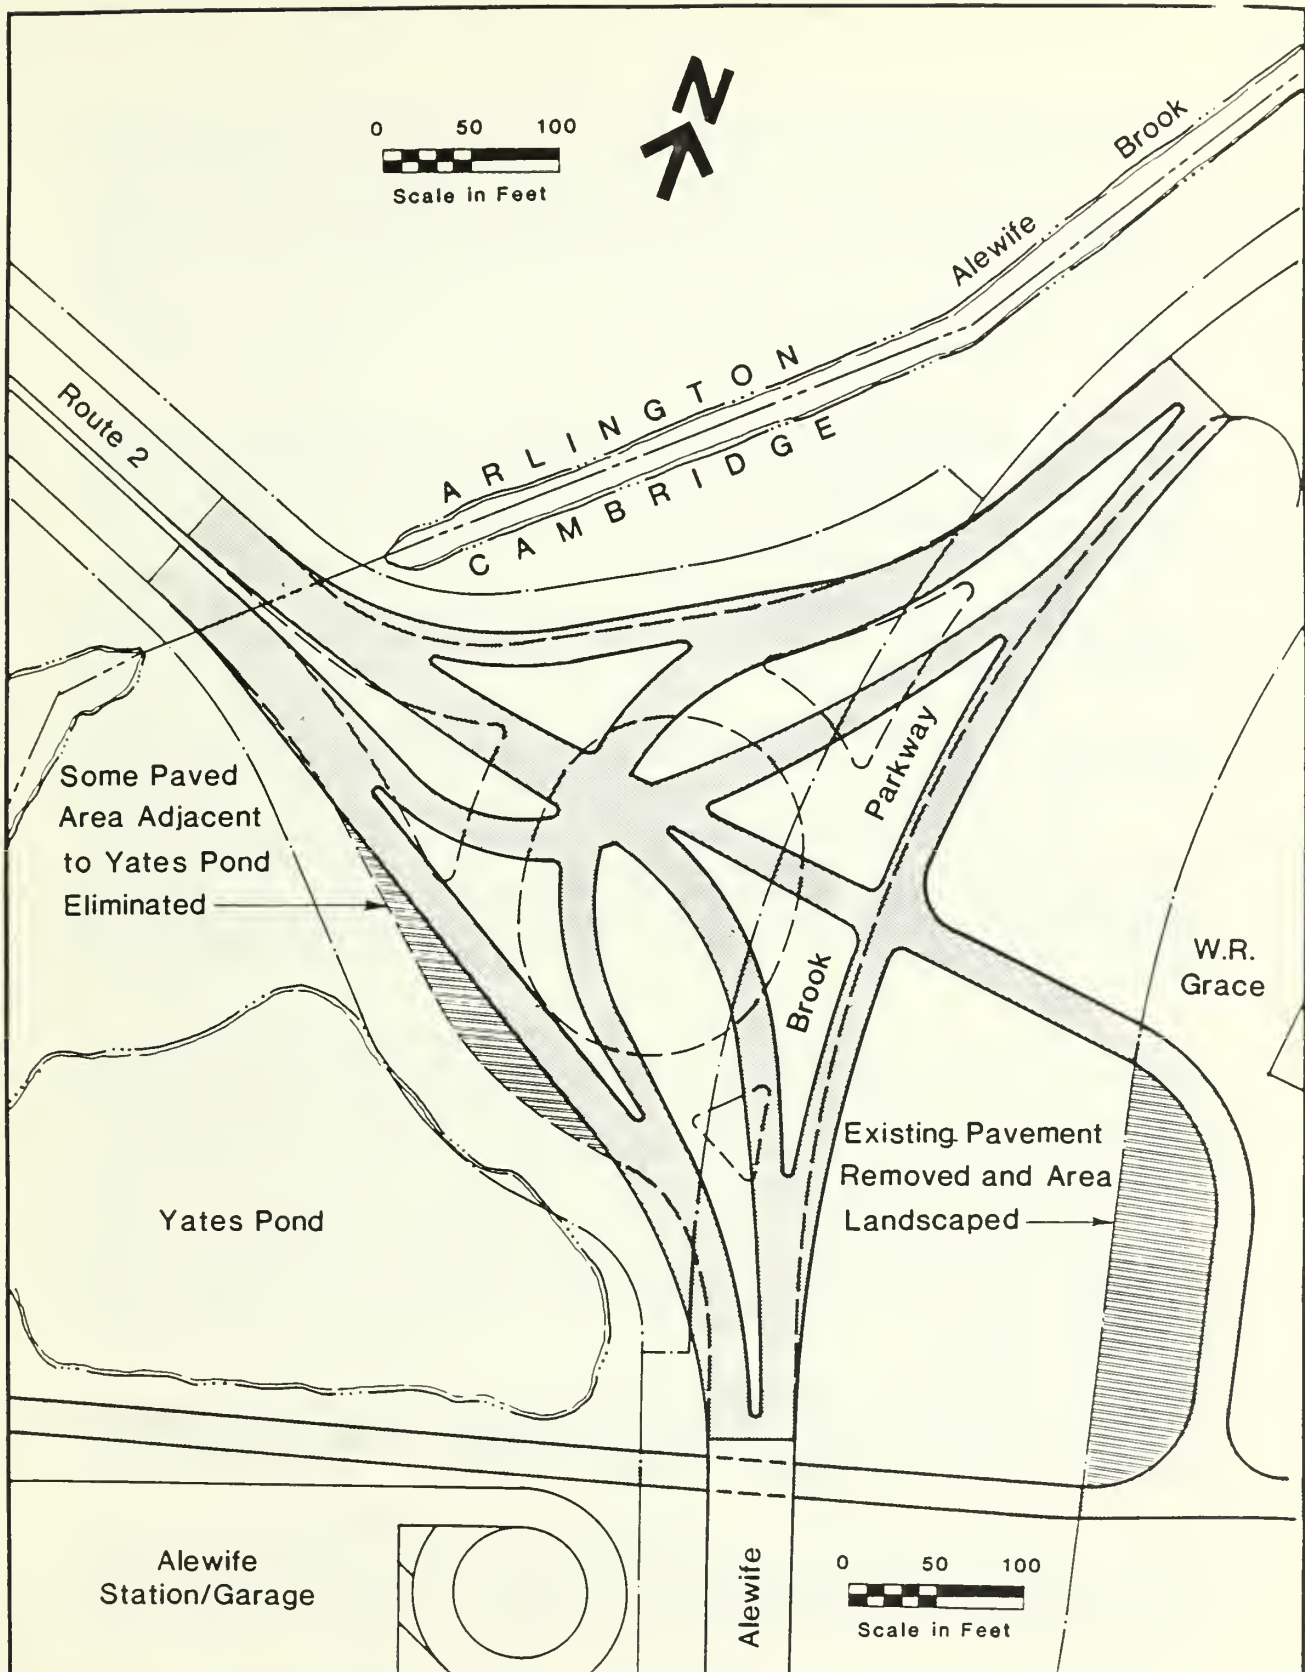 N
0 50 100
Scale in Feet
Brook
Alewife
ARLINGTON
CAMBRIDGE
Route 2
Some Paved
Area Adjacent
to Yates Pond
Eliminated
Parkway
Brook
W.R.
Grace
Existing Pavement
Removed and Area
Landscaped
Yates Pond
Alewife
Station/Garage
Alewife
0 50 100
Scale in Feet